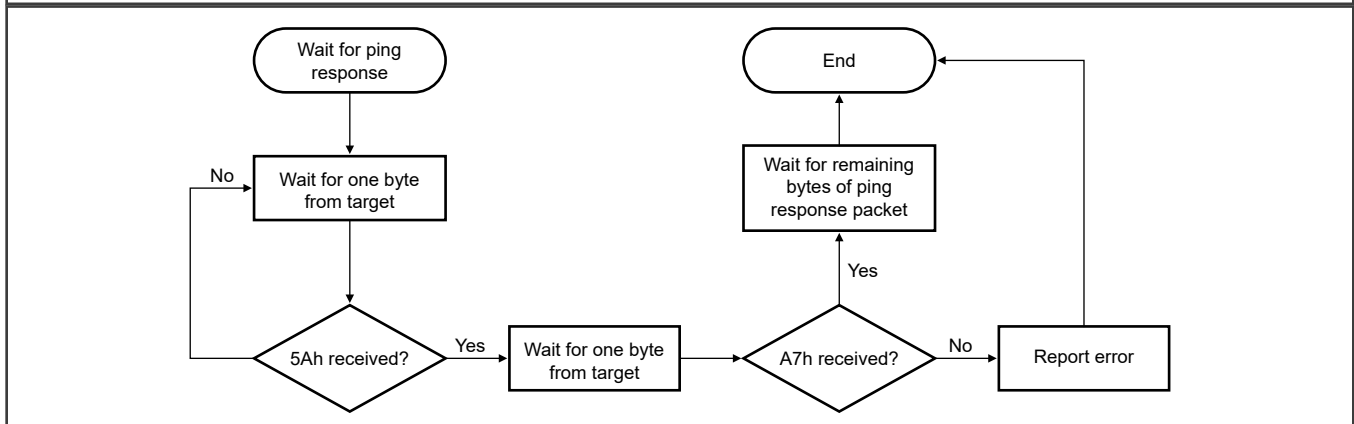 Wait for ping
response
End
Wait for remaining
bytes of ping
response packet
No
Wait for one byte
from target
Yes
5Ah received?
Yes
Wait for one byte
from target
A7h received?
No
Report error